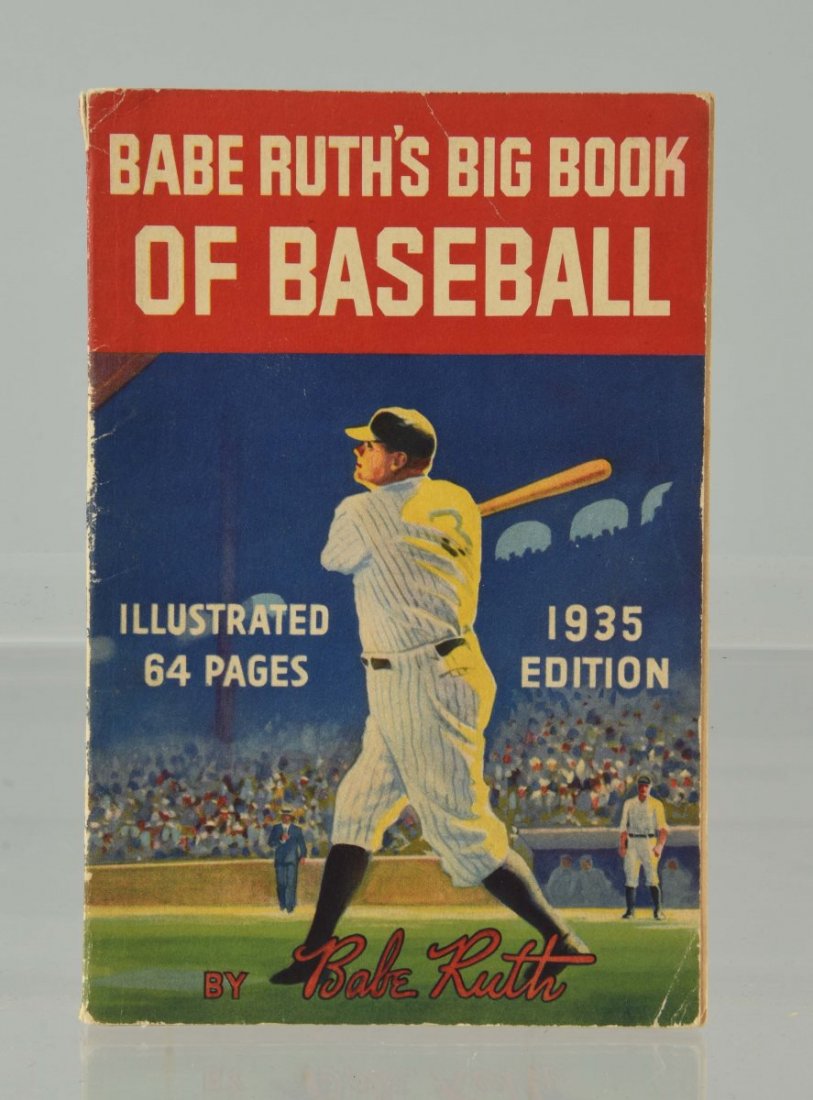 BABE RUTH'S BIG BOOK
OF BASEBALL
ILLUSTRATED
64 PAGES
1935
EDITION
BY Babe Ruth